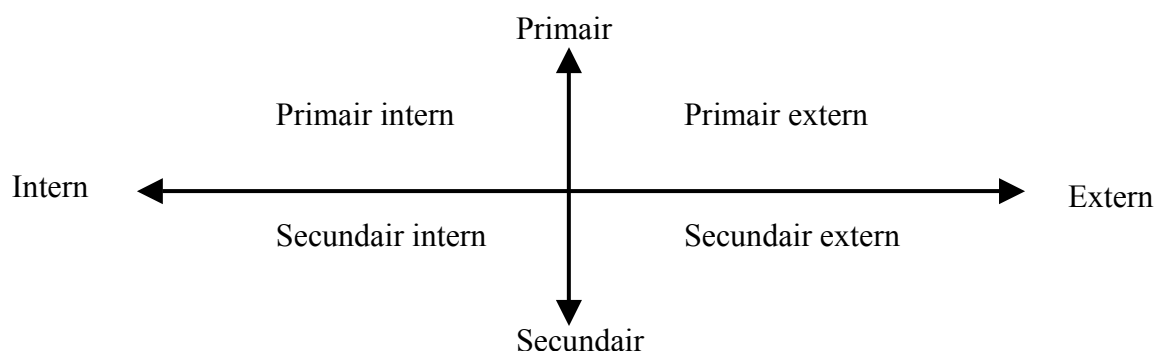 Primair
Primair intern
Primair extern
Intern
Extern
Secundair intern
Secundair extern
Secundair